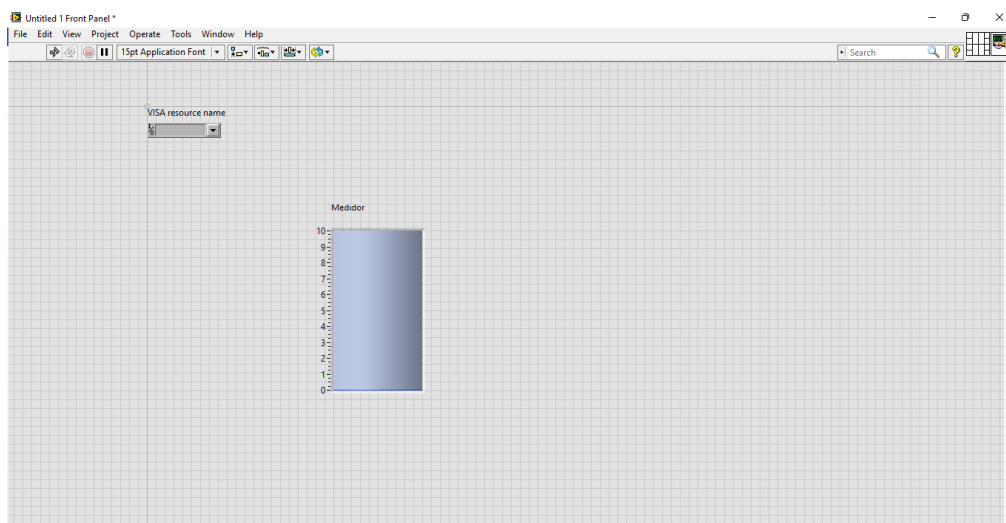 Untitled 1 Front Panel *
File Edit View Project Operate Tools Window Help
15pt Application Font
Search
VISA resource name
Medidor
10
9
8
7
6
5
4
3
2
1
0